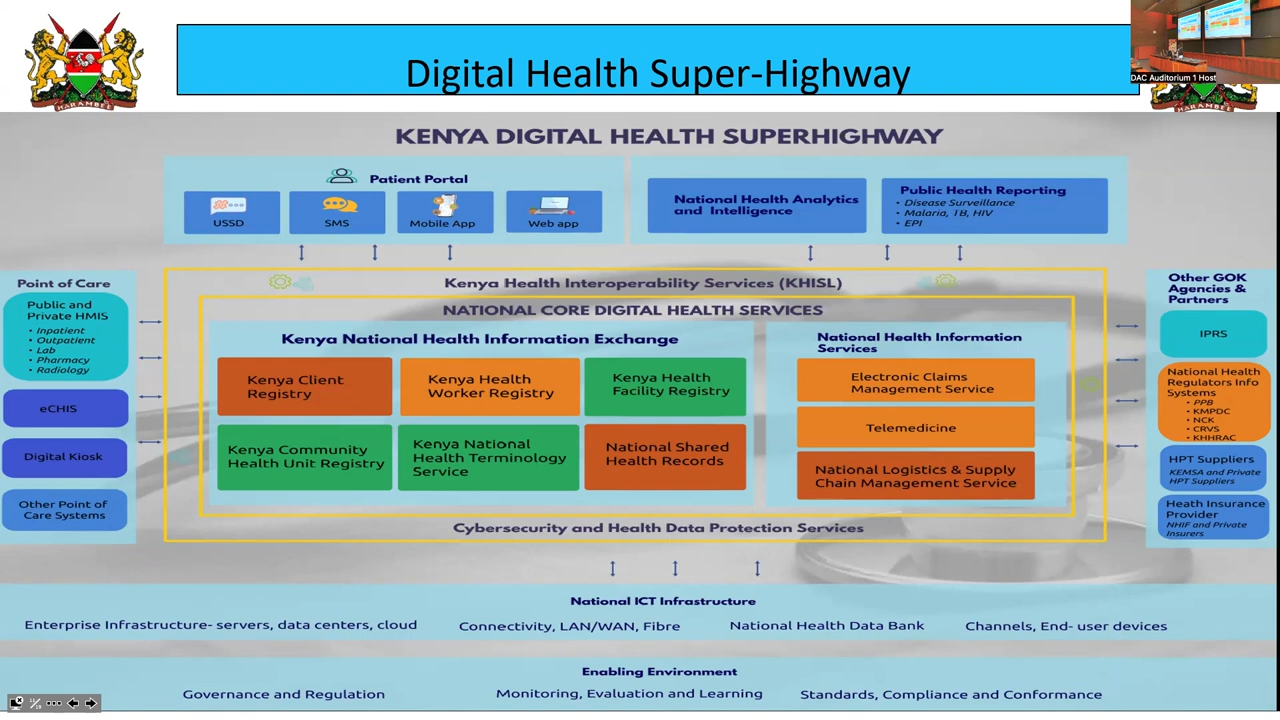 Digital Health Super-Highway
HARAMBEE
DAC Auditorium 1 Host
HARAMBEE
KENYA DIGITAL HEALTH SUPERHIGHWAY
Patient Portal
USSD
SMS
Mobile App
Web app
National Health Analytics
and Intelligence
Public Health Reporting
• Disease Surveillance
• Malaria, TB, HIV
• EPI
Point of Care
Public and
Private HMIS
• Inpatient
• Outpatient
• Lab
• Pharmacy
• Radiology
eCHIS
Digital Kiosk
Other Point of
Care Systems
Kenya Health Interoperability Services (KHISL)
NATIONAL CORE DIGITAL HEALTH SERVICES
Kenya National Health Information Exchange
Kenya Client
Registry
Kenya Health
Worker Registry
Kenya Health
Facility Registry
Kenya Community
Health Unit Registry
Kenya National
Health Terminology
Service
National Shared
Health Records
National Health Information
Services
Electronic Claims
Management Service
Telemedicine
National Logistics & Supply
Chain Management Service
Cybersecurity and Health Data Protection Services
Other GOK
Agencies &
Partners
IPRS
National Health
Regulators Info
Systems
• PPB
• KMPDC
• NCK
• CRVS
• KHHRAC
HPT Suppliers
KEMSA and Private
HPT Suppliers
Heath Insurance
Provider
NHIF and Private
Insurers
National ICT Infrastructure
Enterprise Infrastructure- servers, data centers, cloud
Connectivity, LAN/WAN, Fibre
National Health Data Bank
Channels, End- user devices
Enabling Environment
Governance and Regulation
Monitoring, Evaluation and Learning
Standards, Compliance and Conformance